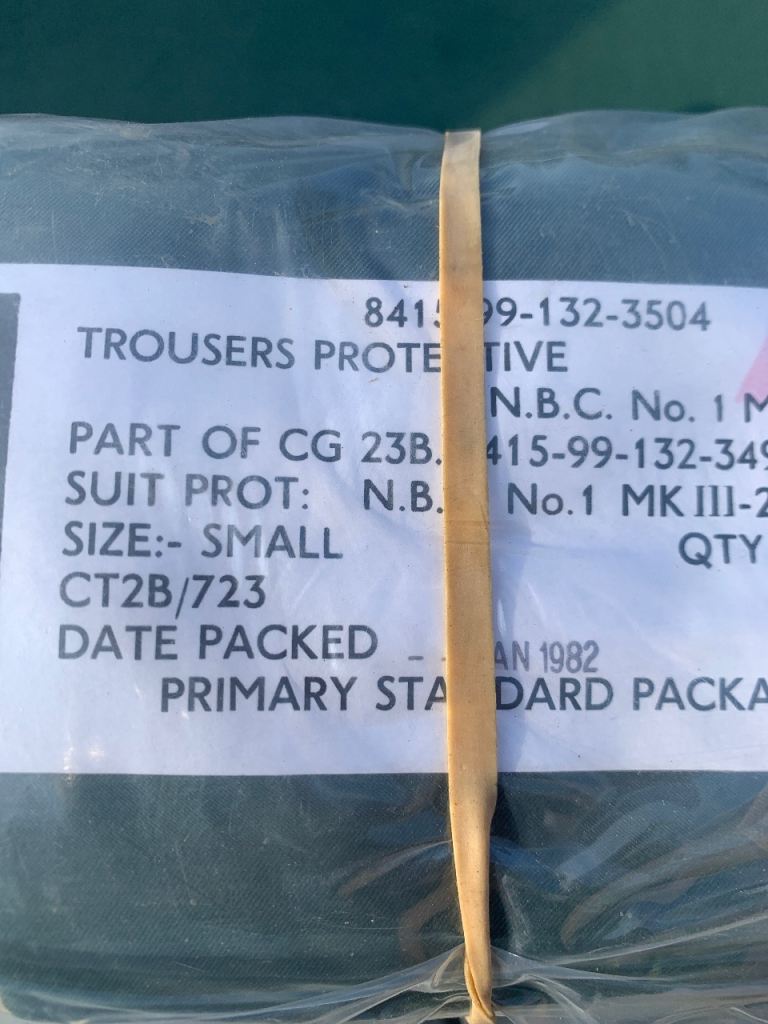 841 99-132-3504
TROUSERS PROTE TIVE
N.B.C. No. 1 M
PART OF CG 23B. 415-99-132-349
SUIT PROT: N.B. No.1 MK III-2
SIZE:- SMALL QTY
CT2B/723
DATE PACKED - - AN 1982
PRIMARY STA DARD PACKA